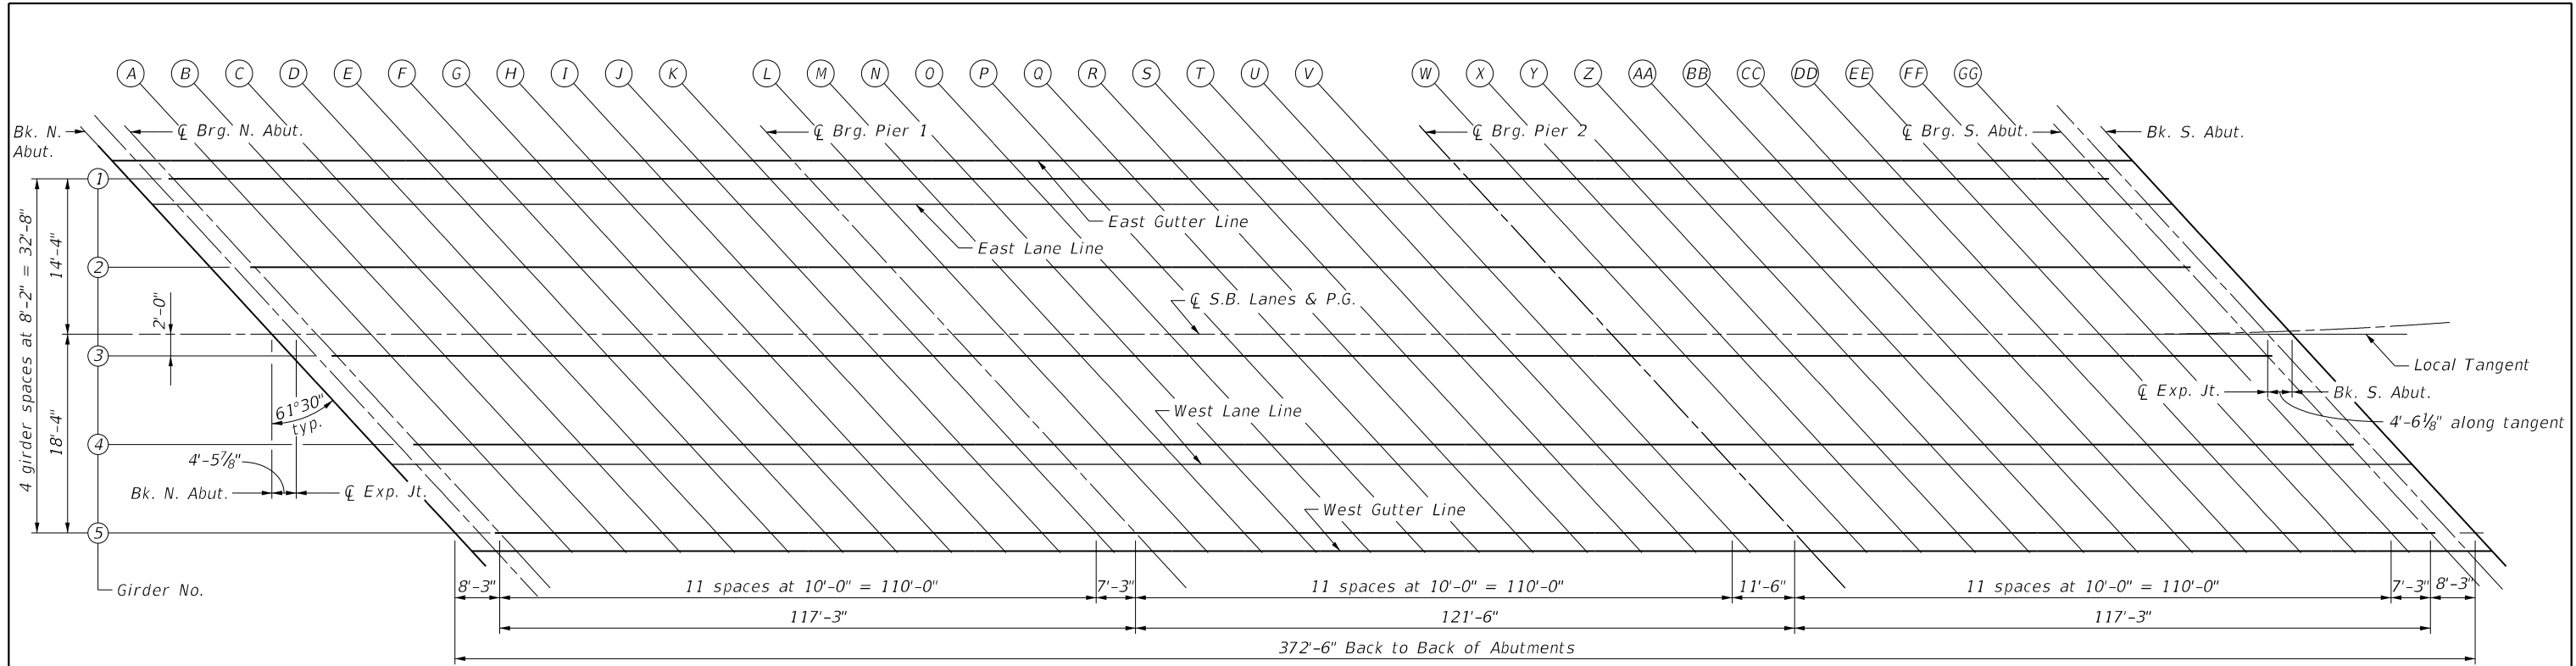 A B C D E F G H I J K L M N O P Q R S T U V W X Y Z AA BB CC DD EE FF GG
Bk. N.
Abut.
℄ Brg. N. Abut.
℄ Brg. Pier 1
℄ Brg. Pier 2
℄ Brg. S. Abut.
Bk. S. Abut.
1
2
3
4
5
4 girder spaces at 8'-2" = 32'-8"
14'-4"
18'-4"
2'-0"
East Gutter Line
East Lane Line
℄ S.B. Lanes & P.G.
Local Tangent
℄ Exp. Jt.
Bk. S. Abut.
4'-6⅛" along tangent
61°30"
typ.
4'-5⅞"
Bk. N. Abut.
℄ Exp. Jt.
West Lane Line
West Gutter Line
Girder No.
8'-3"
11 spaces at 10'-0" = 110'-0"
7'-3"
11 spaces at 10'-0" = 110'-0"
11'-6"
11 spaces at 10'-0" = 110'-0"
7'-3"
8'-3"
117'-3"
121'-6"
117'-3"
372'-6" Back to Back of Abutments